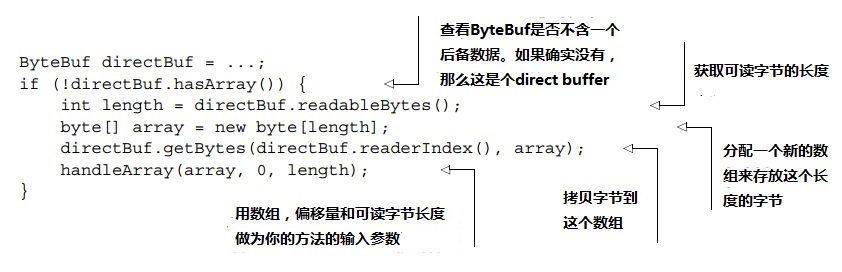 查看ByteBuf是否不含一个
后备数据。如果确实没有，
那么这是个direct buffer
获取可读字节的长度
ByteBuf directBuf = ...;
if (!directBuf.hasArray()) {
int length = directBuf.readableBytes();
byte[] array = new byte[length];
directBuf.getBytes(directBuf.readerIndex(), array);
handleArray(array, 0, length);
}
分配一个新的数
组来存放这个长
度的字节
拷贝字节到
这个数组
用数组，偏移量和可读字节长度
做为你的方法的输入参数